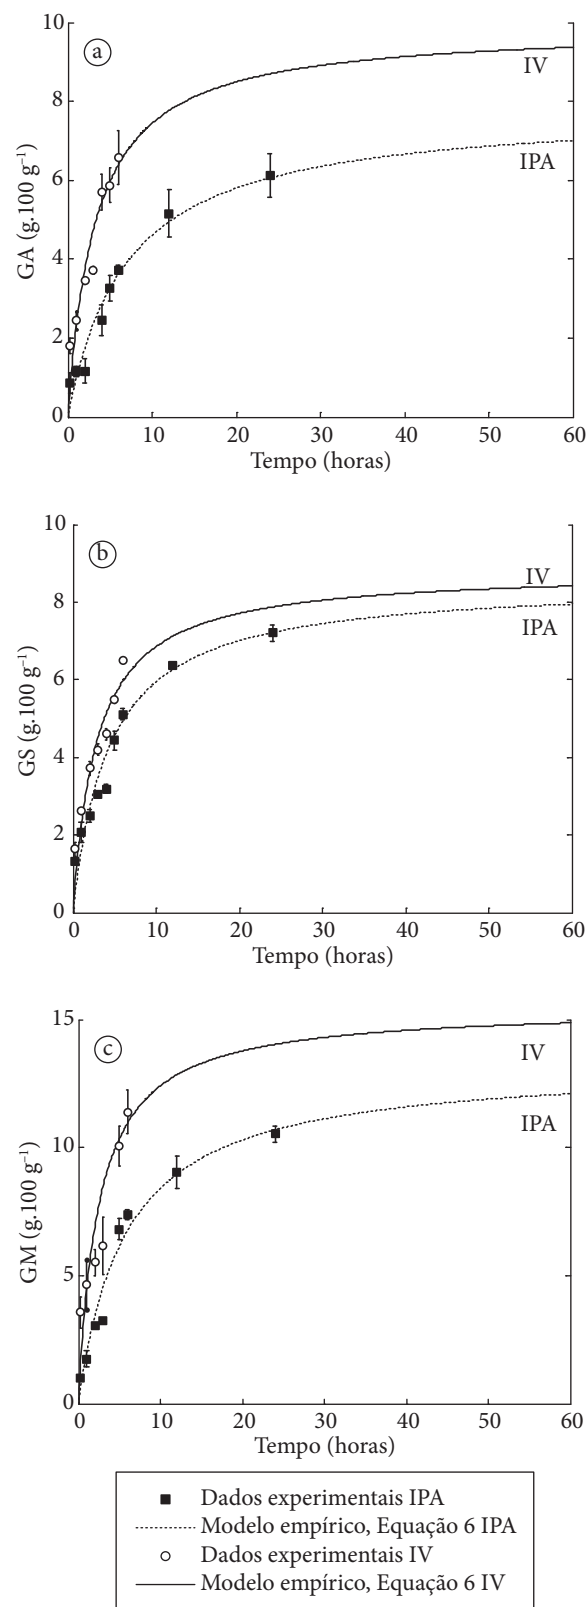 10
a
IV
8
IPA
6
GA (g.100 g⁻¹)
4
2
0
0 10 20 30 40 50 60
Tempo (horas)
10
b
IV
8
IPA
6
GS (g.100 g⁻¹)
4
2
0
0 10 20 30 40 50 60
Tempo (horas)
15
c
IV
IPA
10
GM (g.100 g⁻¹)
5
0
0 10 20 30 40 50 60
Tempo (horas)
Dados experimentais IPA
Modelo empírico, Equação 6 IPA
Dados experimentais IV
Modelo empírico, Equação 6 IV